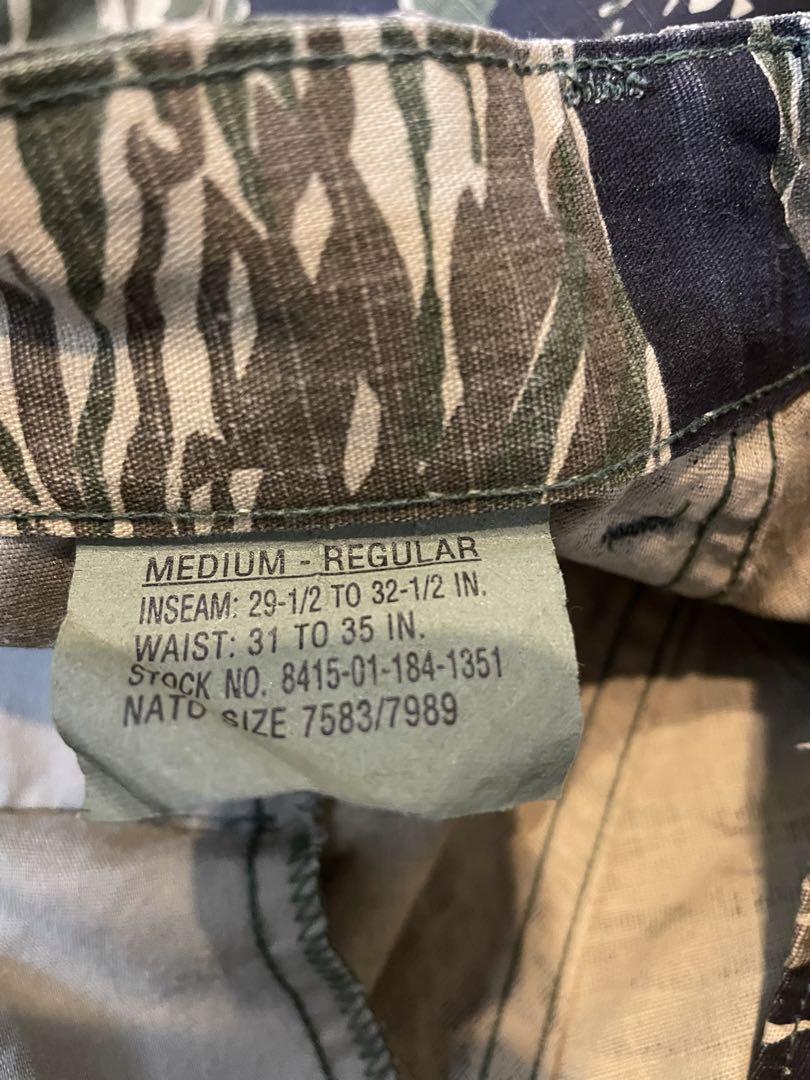 MEDIUM - REGULAR
INSEAM: 29-1/2 TO 32-1/2 IN.
WAIST: 31 TO 35 IN.
STOCK NO. 8415-01-184-1351
NATO SIZE 7583/7989